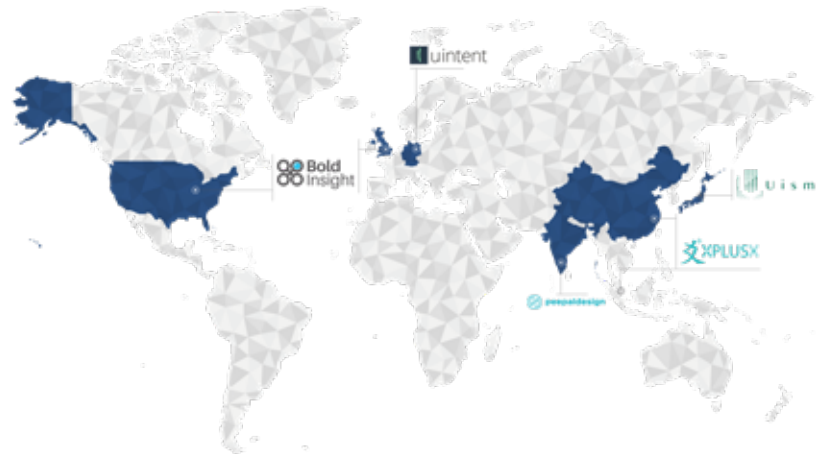 uintent
Bold
Insight
Uism
XPLUSX
peepaldesign